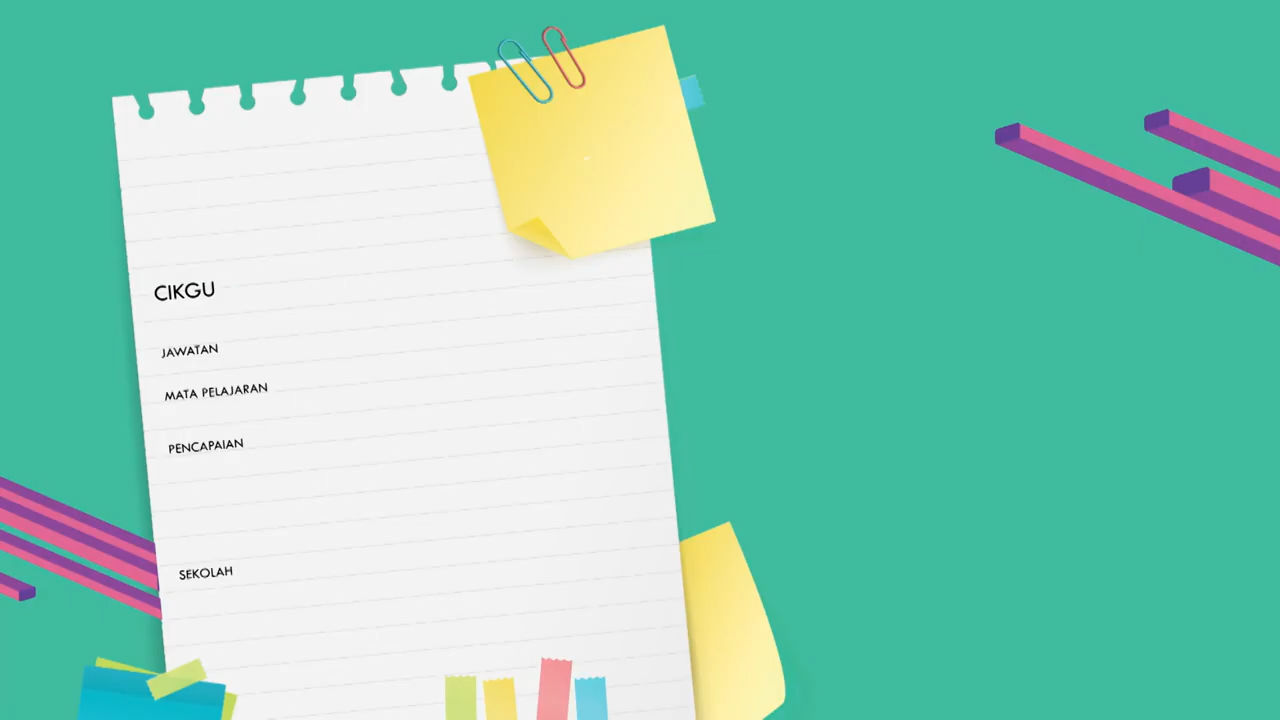 CIKGU
JAWATAN
MATA PELAJARAN
PENCAPAIAN
SEKOLAH